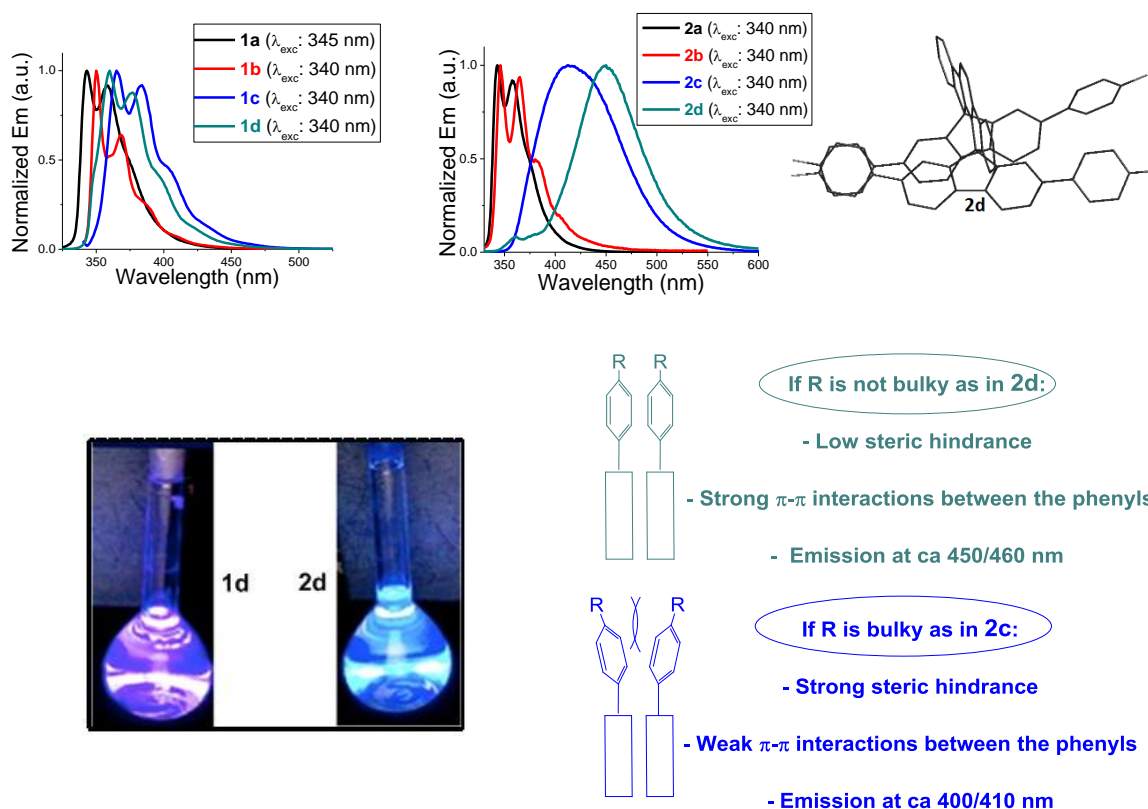 1a (λexc: 345 nm)
1b (λexc: 340 nm)
1c (λexc: 340 nm)
1d (λexc: 340 nm)
1.0
0.5
0.0
Normalized Em (a.u.)
350 400 450 500
Wavelength (nm)
2a (λexc: 340 nm)
2b (λexc: 340 nm)
2c (λexc: 340 nm)
2d (λexc: 340 nm)
1.0
0.5
0.0
Normalized Em (a.u.)
350 400 450 500 550 600
Wavelength (nm)
2d
1d 2d
R R
If R is not bulky as in 2d:
- Low steric hindrance
- Strong π-π interactions between the phenyls
- Emission at ca 450/460 nm
R R
If R is bulky as in 2c:
- Strong steric hindrance
- Weak π-π interactions between the phenyls
- Emission at ca 400/410 nm